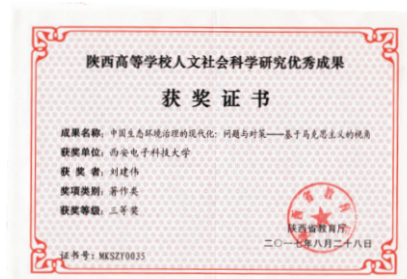 陕西高等学校人文社会科学研究优秀成果
获奖证书
成果名称：中国生态环境治理的现代化：问题与对策——基于马克思主义的视角
获奖单位：西安电子科技大学
获 奖 者：刘建伟
奖项类别：著作类
获奖等级：三等奖
陕西省教育厅
二〇一七年八月二十八日
证书号：MKSZY0035